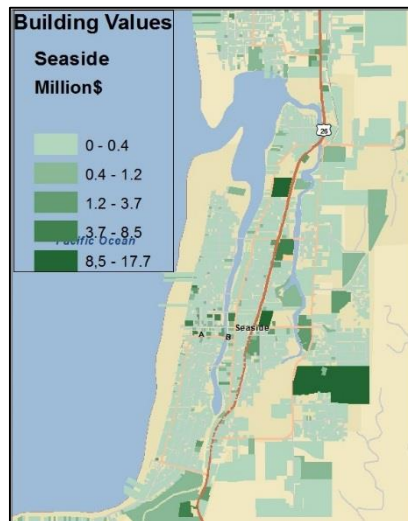 Building Values
Seaside
Million$
0 - 0.4
0.4 - 1.2
1.2 - 3.7
3.7 - 8.5
8,5 - 17.7
Pacific Ocean
26
Seaside
A
B